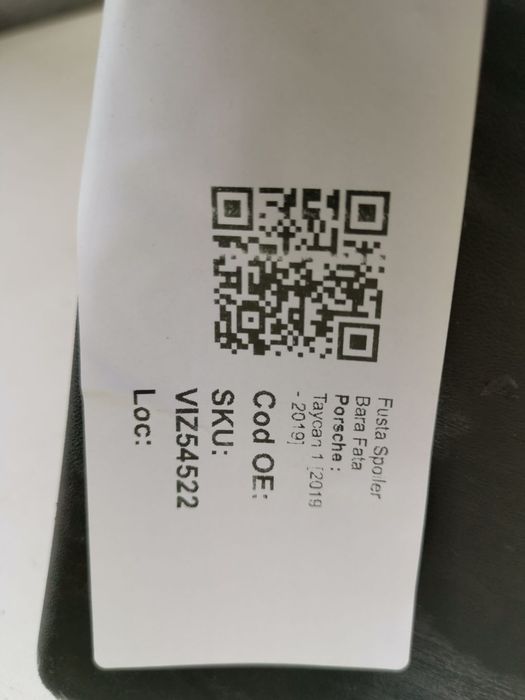 Fusta Spoiler
Bara Fata
Porsche :
Taycan 1 [2019
- 2019]
Cod OE:
SKU:
VIZ54522
Loc: